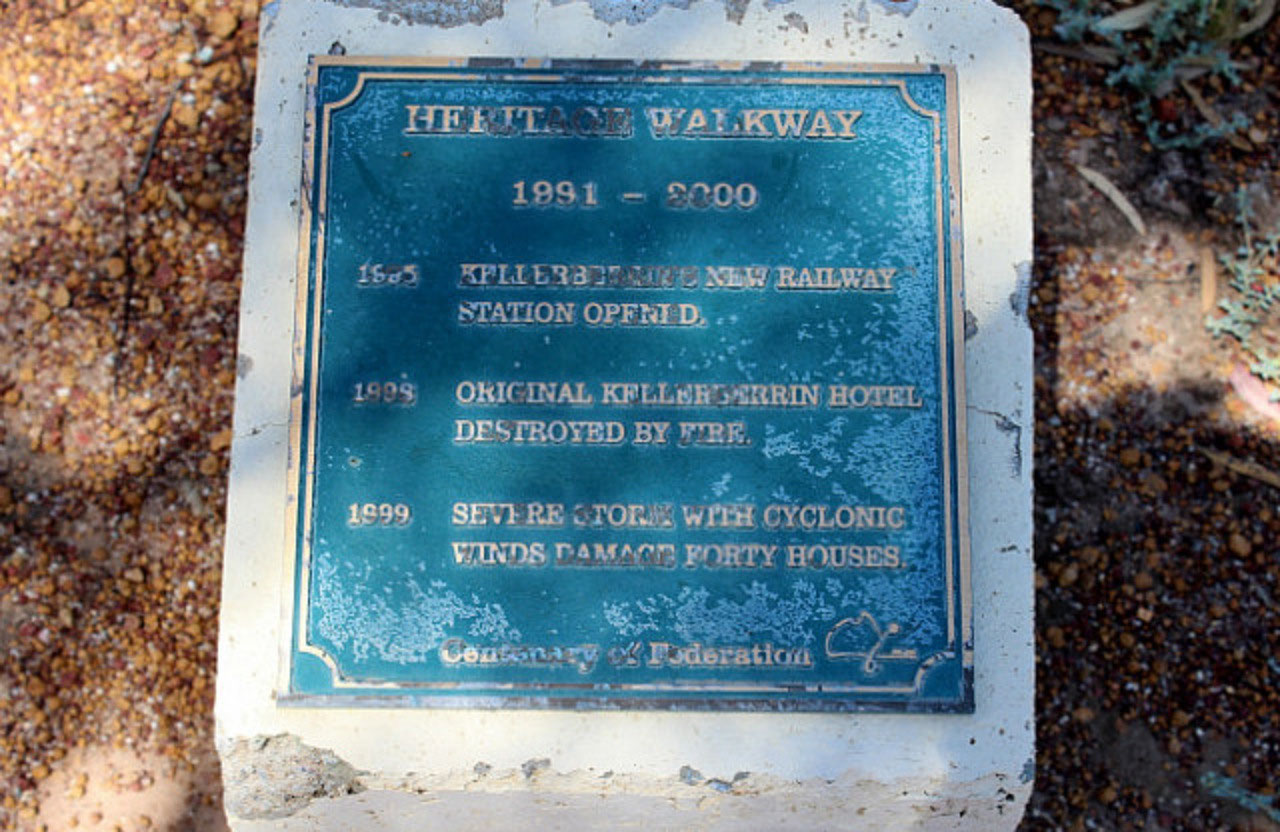 HERITAGE WALKWAY
1991 - 2000
1995 KELLERBERRIN'S NEW RAILWAY
STATION OPENED.
1998 ORIGINAL KELLERBERRIN HOTEL
DESTROYED BY FIRE.
1999 SEVERE STORM WITH CYCLONIC
WINDS DAMAGE FORTY HOUSES.
Centenary of Federation